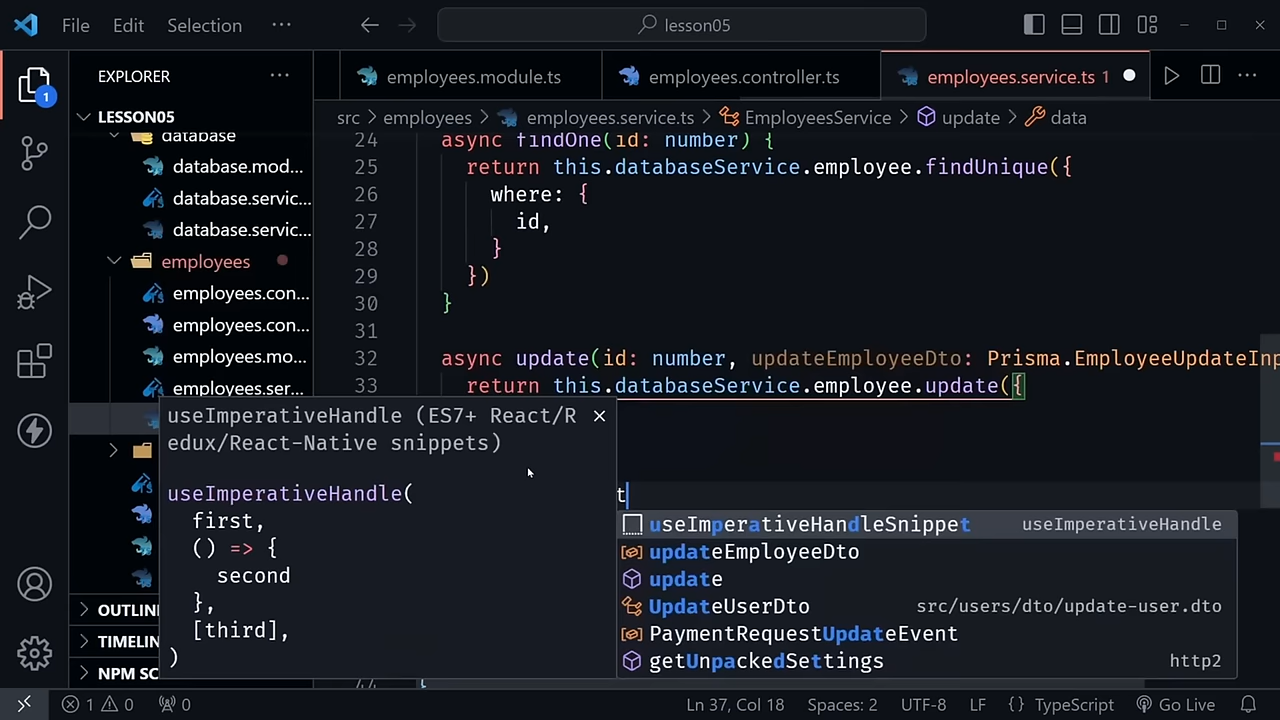 File Edit Selection ··· lesson05
EXPLORER ···
employees.module.ts employees.controller.ts employees.service.ts 1
LESSON05
src > employees > employees.service.ts > EmployeesService > update > data
database
database.mod...
database.servic...
database.servic...
employees
employees.con...
employees.con...
employees.mo...
employees.ser...
OUTLIN
TIMELIN
NPM SC
1
24 async findOne(id: number) {
25 return this.databaseService.employee.findUnique({
26 where: {
27 id,
28 }
29 })
30 }
31
32 async update(id: number, updateEmployeeDto: Prisma.EmployeeUpdateInp
33 return this.databaseService.employee.update({
t
useImperativeHandle (ES7+ React/R
edux/React-Native snippets)
useImperativeHandle(
first,
() => {
second
},
[third],
)
useImperativeHandleSnippet useImperativeHandle
updateEmployeeDto
update
UpdateUserDto src/users/dto/update-user.dto
PaymentRequestUpdateEvent
getUnpackedSettings http2
1 0 0 Ln 37, Col 18 Spaces: 2 UTF-8 LF {} TypeScript Go Live